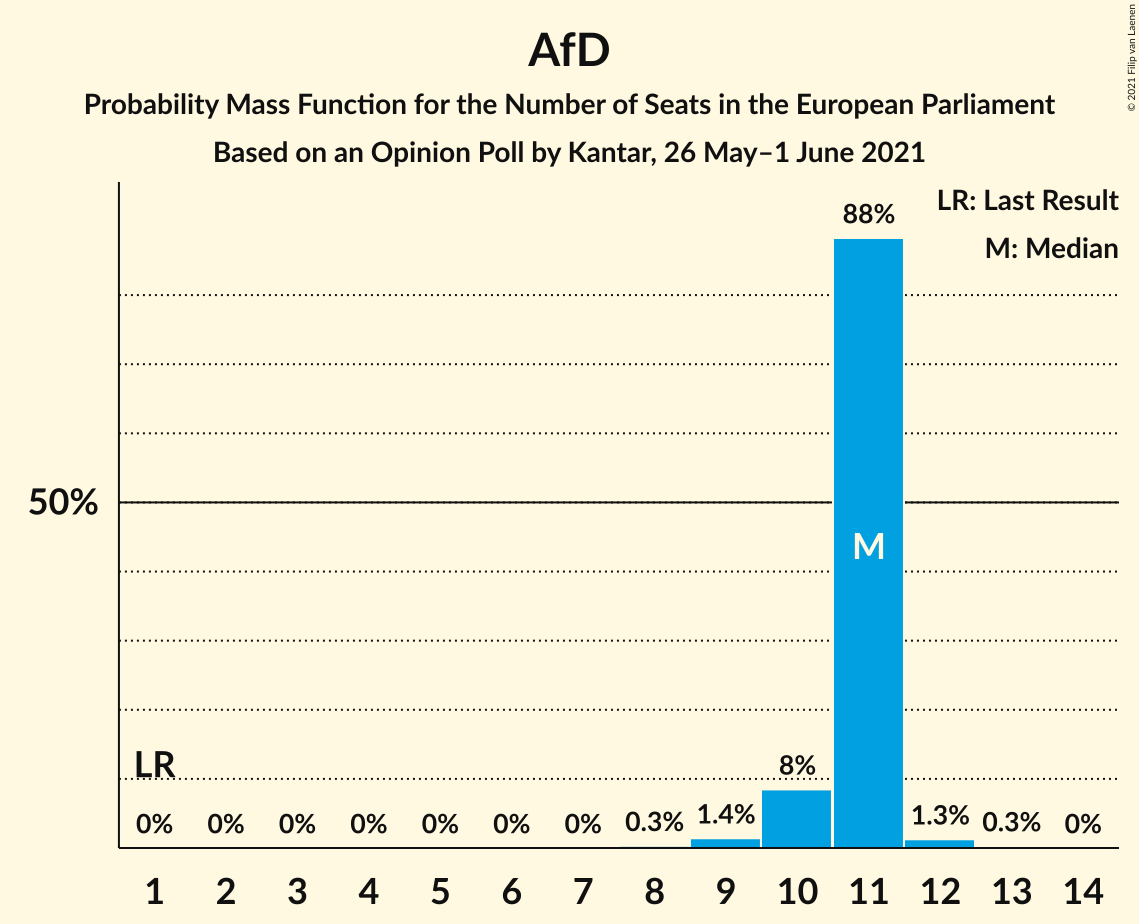 AfD
Probability Mass Function for the Number of Seats in the European Parliament
Based on an Opinion Poll by Kantar, 26 May–1 June 2021
© 2021 Filip van Laenen
LR: Last Result
M: Median
88%
50%
M
LR
8%
0% 0% 0% 0% 0% 0% 0% 0.3% 1.4% 1.3% 0.3% 0%
1 2 3 4 5 6 7 8 9 10 11 12 13 14